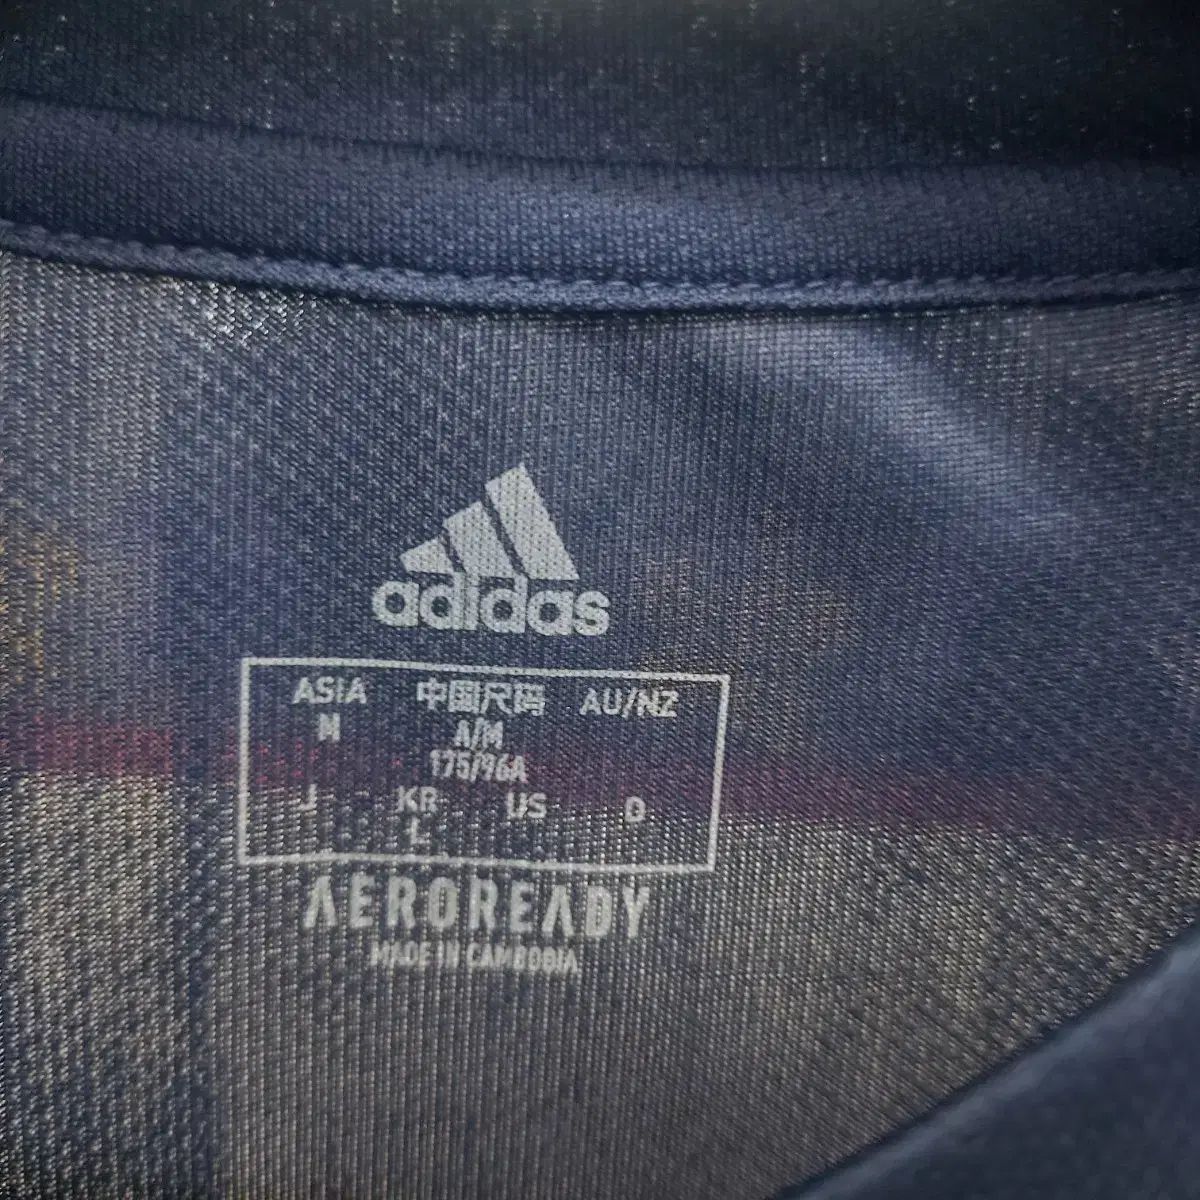 adidas
ASIA 中国尺码 AU/NZ
M A/M
175/96A
J KR US D
L
AEROREADY
MADE IN CAMBODIA